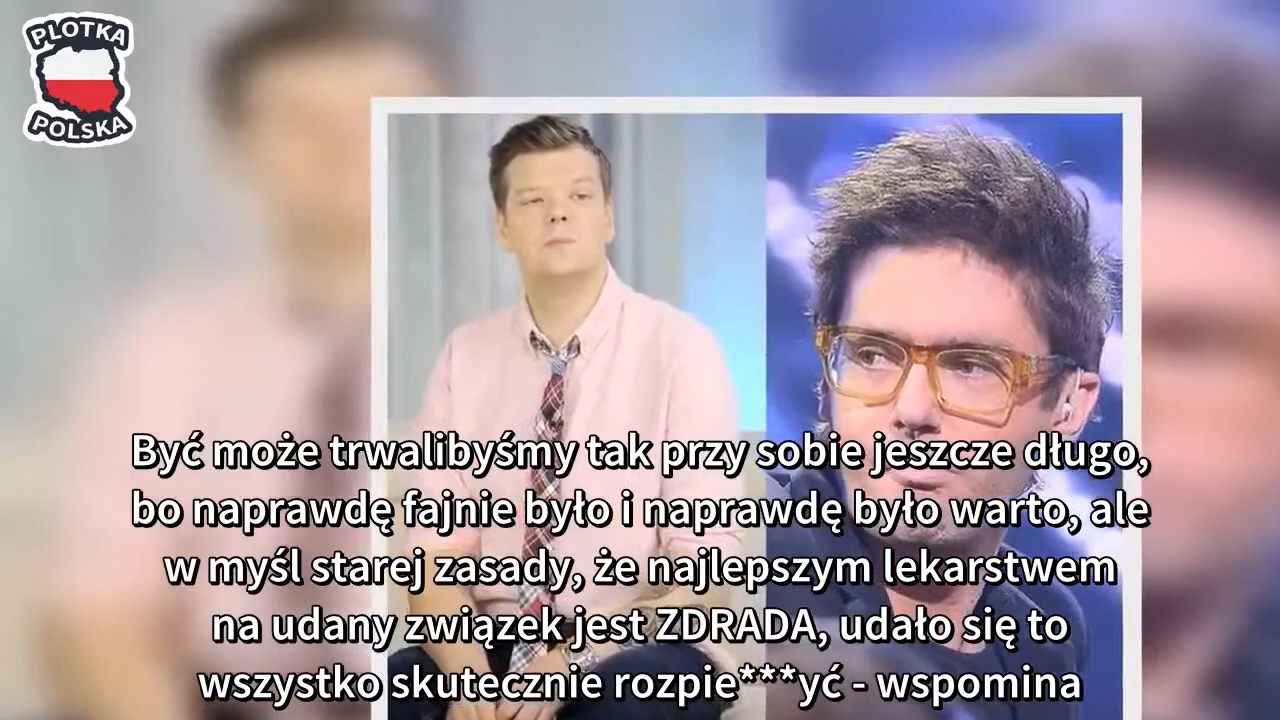 PLOTKA
POLSKA
Być może trwalibyśmy tak przy sobie jeszcze długo,
bo naprawdę fajnie było i naprawdę było warto, ale
w myśl starej zasady, że najlepszym lekarstwem
na udany związek jest ZDRADA, udało się to
wszystko skutecznie rozpie***yć - wspomina